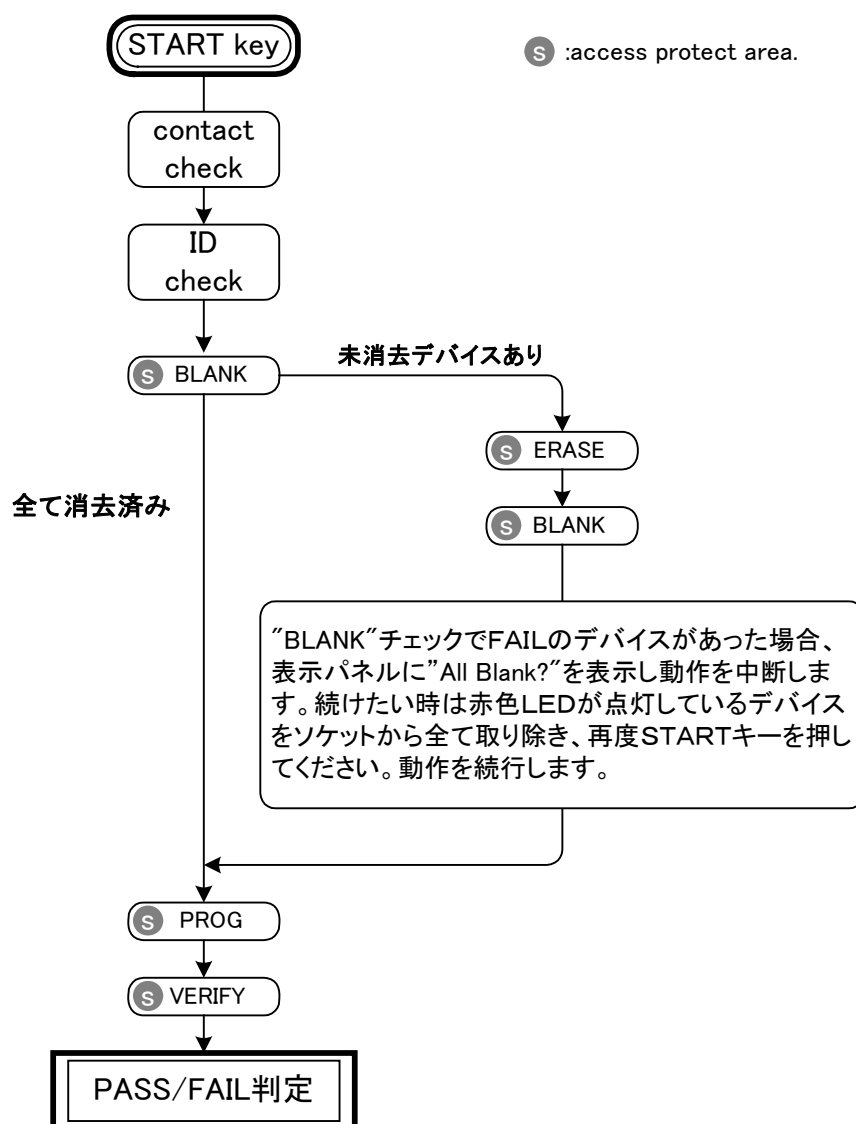 START key
S :access protect area.
contact
check
ID
check
S BLANK
未消去デバイスあり
S ERASE
全て消去済み
S BLANK
"BLANK"チェックでFAILのデバイスがあった場合、
表示パネルに"All Blank?"を表示し動作を中断しま
す。続けたい時は赤色LEDが点灯しているデバイス
をソケットから全て取り除き、再度STARTキーを押し
てください。動作を続行します。
S PROG
S VERIFY
PASS/FAIL判定